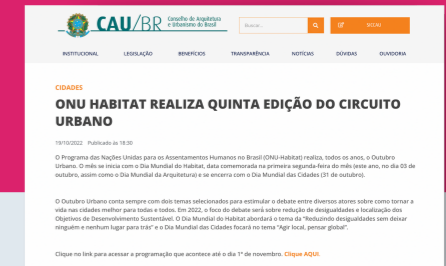 CAU/BR Conselho de Arquitetura
e Urbanismo do Brasil
Buscar...
SICCAU
INSTITUCIONAL LEGISLAÇÃO BENEFÍCIOS TRANSPARÊNCIA NOTÍCIAS DÚVIDAS OUVIDORIA
CIDADES
ONU HABITAT REALIZA QUINTA EDIÇÃO DO CIRCUITO
URBANO
19/10/2022 Publicado às 18:30
O Programa das Nações Unidas para os Assentamentos Humanos no Brasil (ONU-Habitat) realiza, todos os anos, o Outubro
Urbano. O mês se inicia com o Dia Mundial do Habitat, data comemorada na primeira segunda-feira do mês (este ano, no dia 03 de
outubro, assim como o Dia Mundial da Arquitetura) e se encerra com o Dia Mundial das Cidades (31 de outubro).
O Outubro Urbano conta sempre com dois temas selecionados para estimular o debate entre diversos atores sobre como tornar a
vida nas cidades melhor para todas e todos. Em 2022, o foco do debate será sobre redução de desigualdades e localização dos
Objetivos de Desenvolvimento Sustentável. O Dia Mundial do Habitat abordará o tema da "Reduzindo desigualdades sem deixar
ninguém e nenhum lugar para trás" e o Dia Mundial das Cidades focará no tema "Agir local, pensar global".
Clique no link para acessar a programação que acontece até o dia 1º de novembro. Clique AQUI.